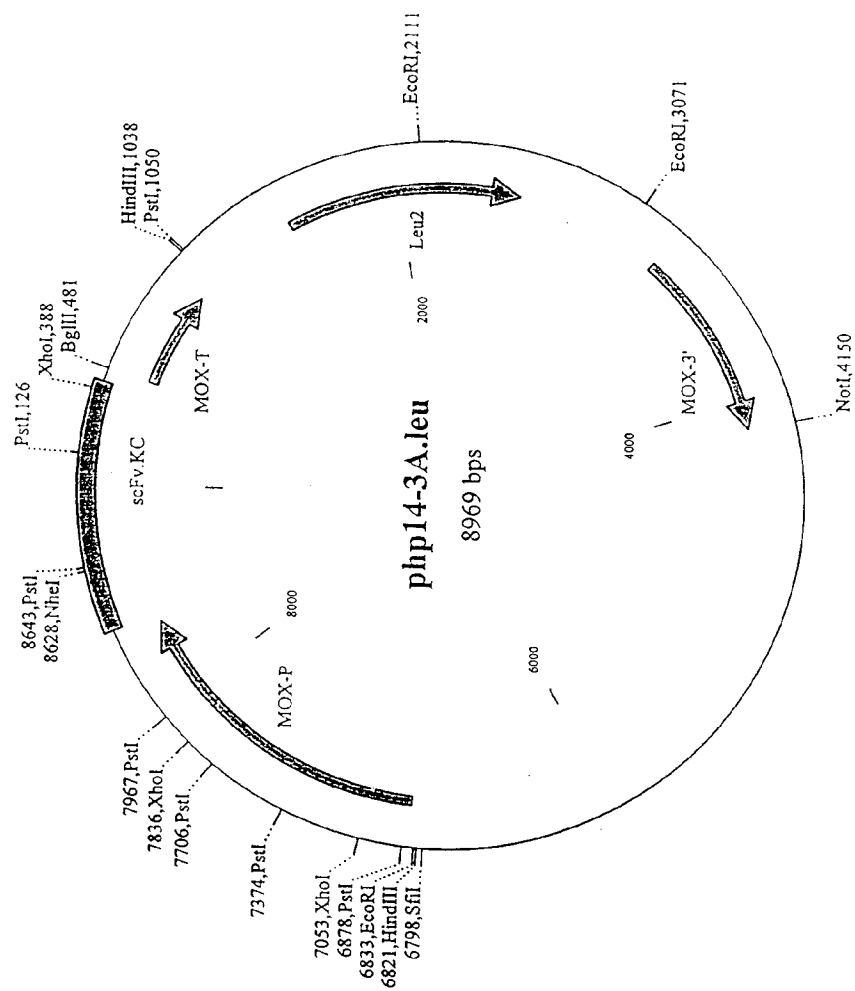 EcoRI,2111
EcoRI,3071
HindIII,1038
PstI,1050
XhoI,388
BglII,481
PstI,126
Leu2
2000
MOX-T
scFv.KC
MOX-3'
4000
NotI,4150
php14-3A.leu
8969 bps
8643,PstI
8628,NheI
8000
6000
MOX-P
7967,PstI
7836,XhoI
7706,PstI
7374,PstI
7053,XhoI
6878,PstI
6833,EcoRI
6821,HindIII
6798,SfiI